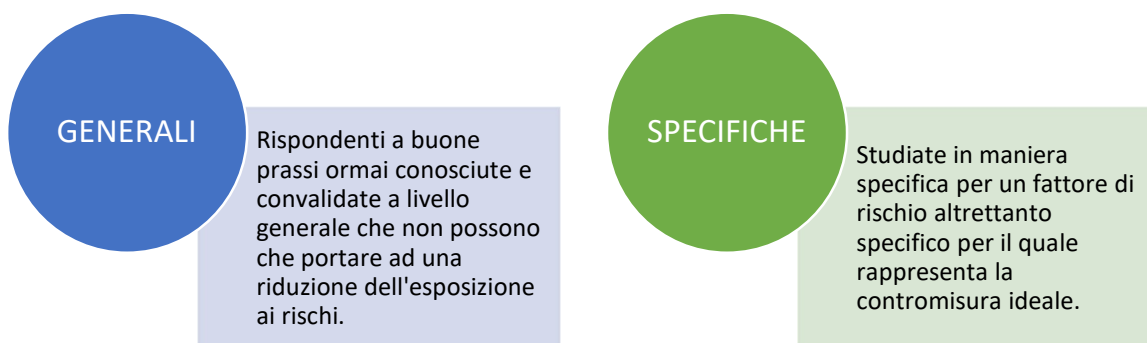 GENERALI
Rispondenti a buone
prassi ormai conosciute e
convalidate a livello
generale che non possono
che portare ad una
riduzione dell'esposizione
ai rischi.
SPECIFICHE
Studiate in maniera
specifica per un fattore di
rischio altrettanto
specifico per il quale
rappresenta la
contromisura ideale.